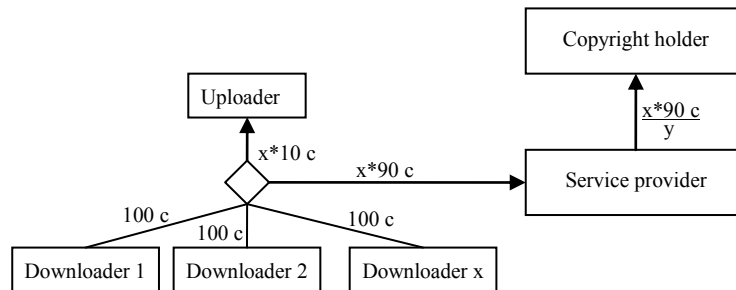 Copyright holder
Uploader
x*90 c
y
x*10 c
x*90 c
Service provider
100 c
100 c
100 c
Downloader 1
Downloader 2
Downloader x